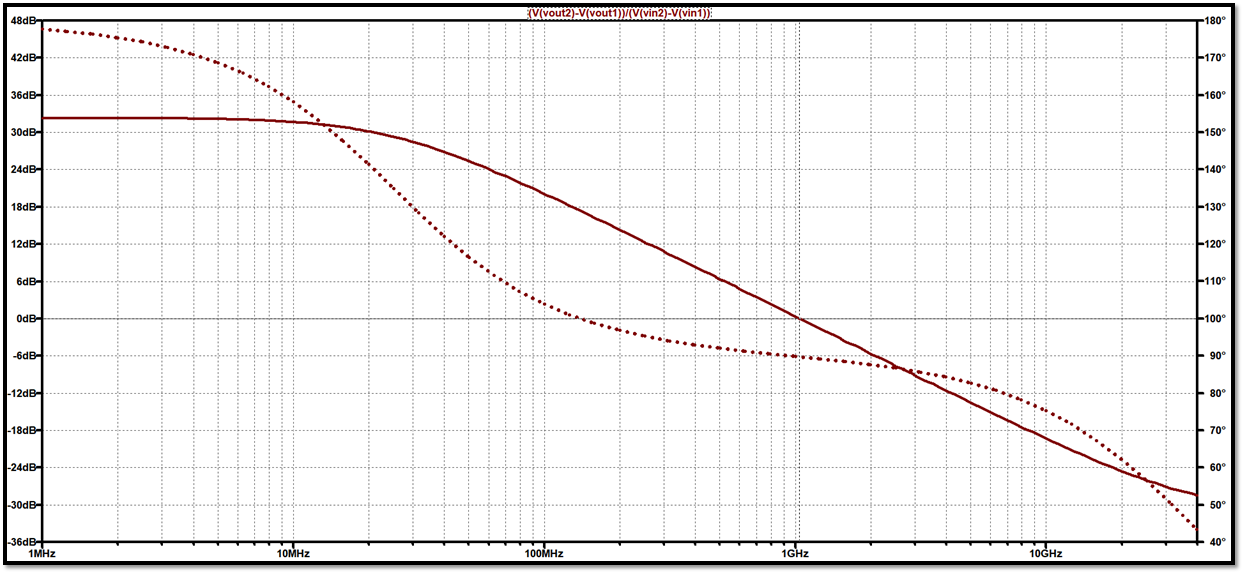 (V(vout2)-V(vout1))/(V(vin2)-V(vin1))
48dB 180°
42dB 170°
36dB 160°
30dB 150°
24dB 140°
18dB 130°
12dB 120°
6dB 110°
0dB 100°
-6dB 90°
-12dB 80°
-18dB 70°
-24dB 60°
-30dB 50°
-36dB 40°
1MHz 10MHz 100MHz 1GHz 10GHz